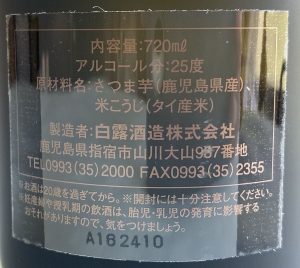 内容量:720㎖
アルコール分:25度
原材料名:さつま芋(鹿児島県産)、
米こうじ(タイ産米)
製造者:白露酒造株式会社
鹿児島県指宿市山川大山987番地
TEL0993(35)2000 FAX0993(35)2355
※お酒は20歳を過ぎてから。※開封には十分注意してください。
※妊産婦や授乳期の飲酒は、胎児・乳児の発育に影響する
おそれがありますので、気をつけましょう。
A162410